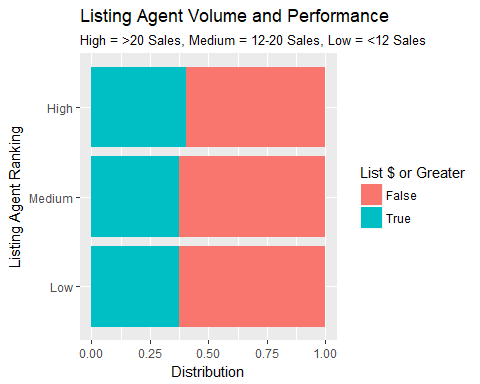 Listing Agent Volume and Performance
High = >20 Sales, Medium = 12-20 Sales, Low = <12 Sales
Listing Agent Ranking
High
Medium
Low
0.00 0.25 0.50 0.75 1.00
Distribution
List $ or Greater
False
True